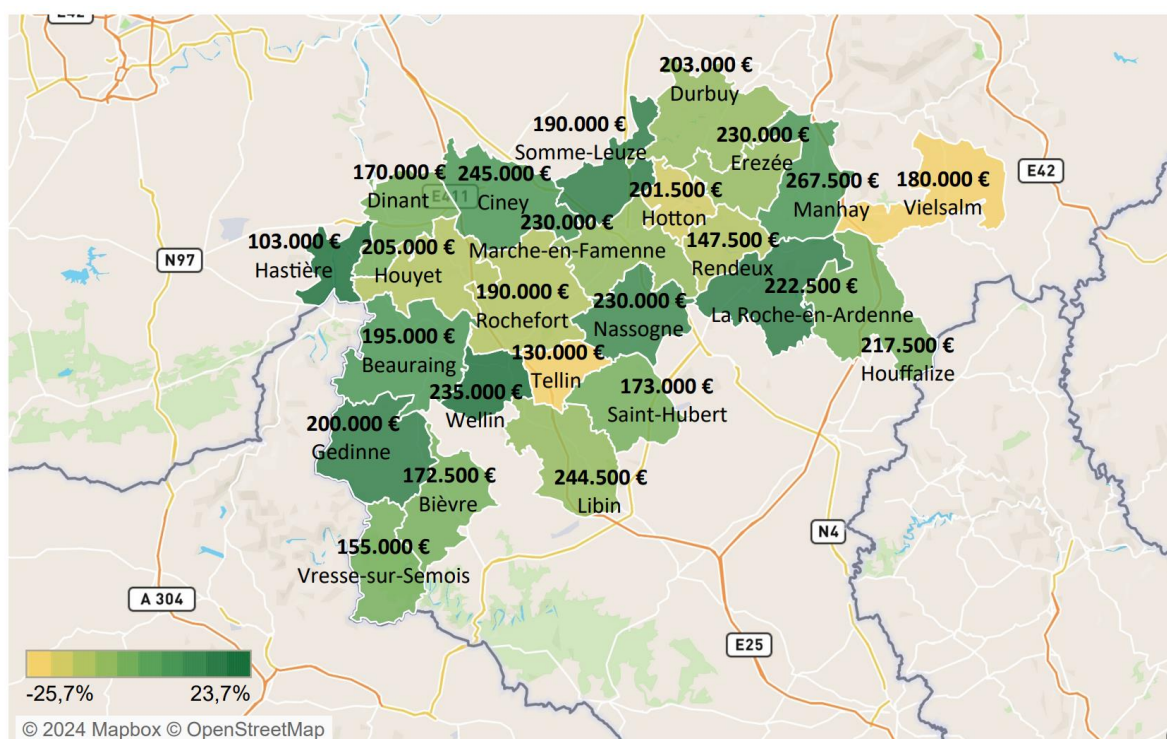 E42
203.000 €
Durbuy
190.000 €
Somme-Leuze
230.000 €
Erezée
170.000 €
Dinant
245.000 €
Ciney
E411
201.500 €
Hotton
267.500 €
Manhay
180.000 €
Vielsalm
E42
230.000 €
Marche-en-Famenne
147.500 €
Rendeux
103.000 €
Hastière
205.000 €
Houyet
N97
190.000 €
Rochefort
230.000 €
Nassogne
222.500 €
La Roche-en-Ardenne
195.000 €
Beauraing
130.000 €
Tellin
217.500 €
Houffalize
235.000 €
Wellin
173.000 €
Saint-Hubert
200.000 €
Gedinne
172.500 €
Bièvre
244.500 €
Libin
N4
155.000 €
Vresse-sur-Semois
A 304
E25
-25,7%
23,7%
© 2024 Mapbox © OpenStreetMap